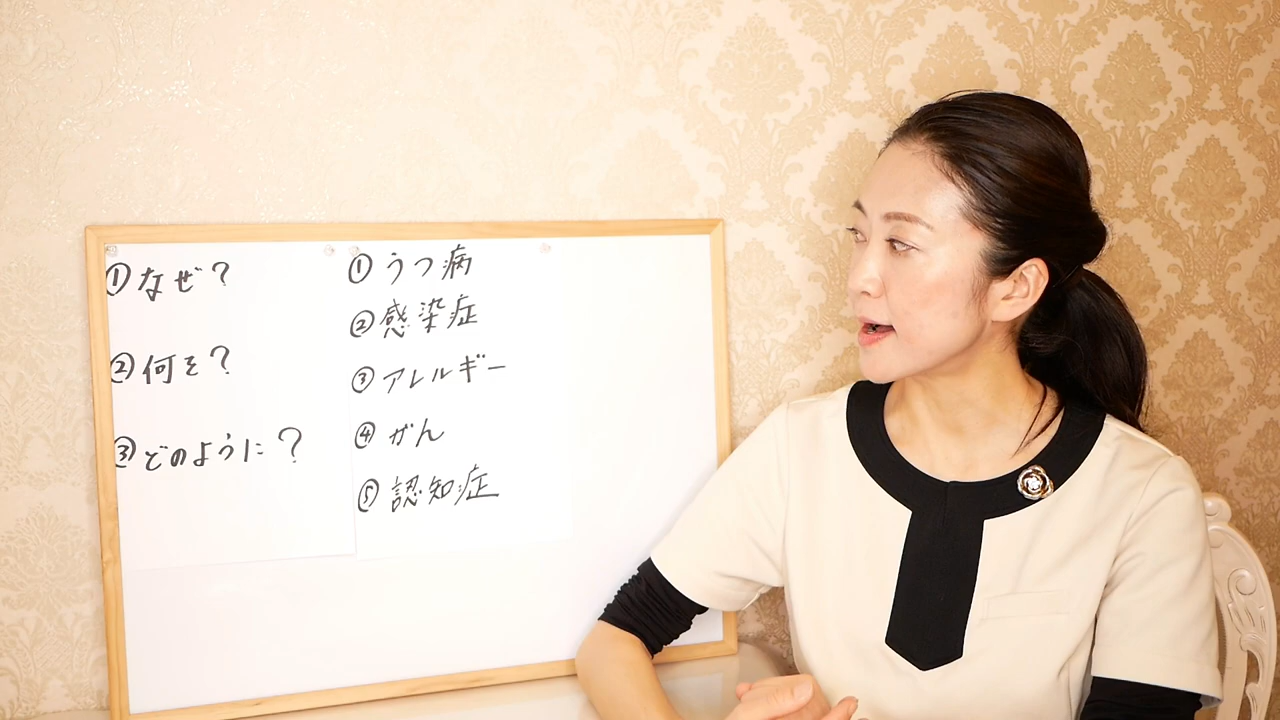 ①なぜ?
②何を?
③どのように?
①うつ病
②感染症
③アレルギー
④がん
⑤認知症